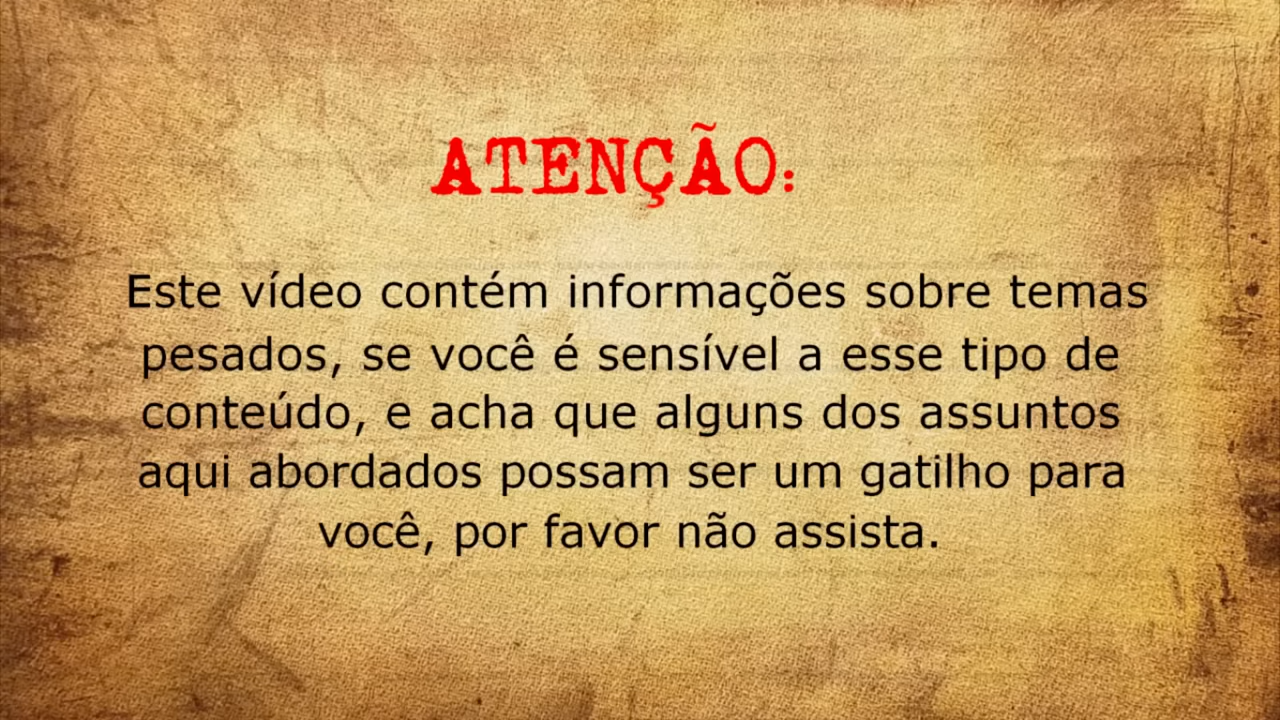 ATENÇÃO:
Este vídeo contém informações sobre temas
pesados, se você é sensível a esse tipo de
conteúdo, e acha que alguns dos assuntos
aqui abordados possam ser um gatilho para
você, por favor não assista.